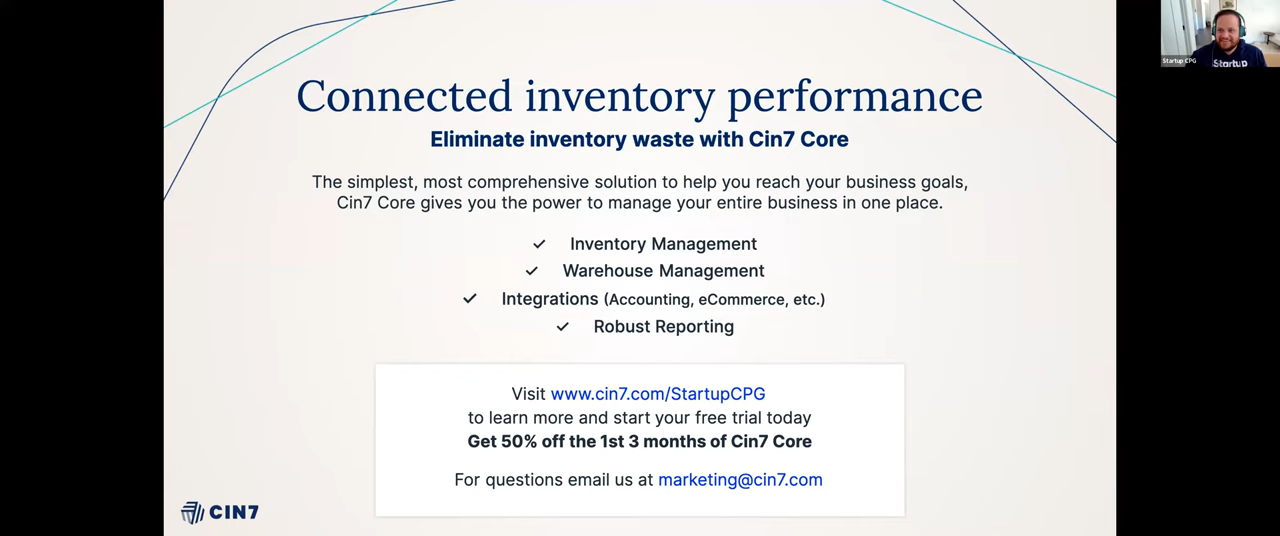 Connected inventory performance
Eliminate inventory waste with Cin7 Core
The simplest, most comprehensive solution to help you reach your business goals,
Cin7 Core gives you the power to manage your entire business in one place.
✓ Inventory Management
✓ Warehouse Management
✓ Integrations (Accounting, eCommerce, etc.)
✓ Robust Reporting
Visit www.cin7.com/StartupCPG
to learn more and start your free trial today
Get 50% off the 1st 3 months of Cin7 Core
For questions email us at marketing@cin7.com
CIN7
Startup CPG
Startup